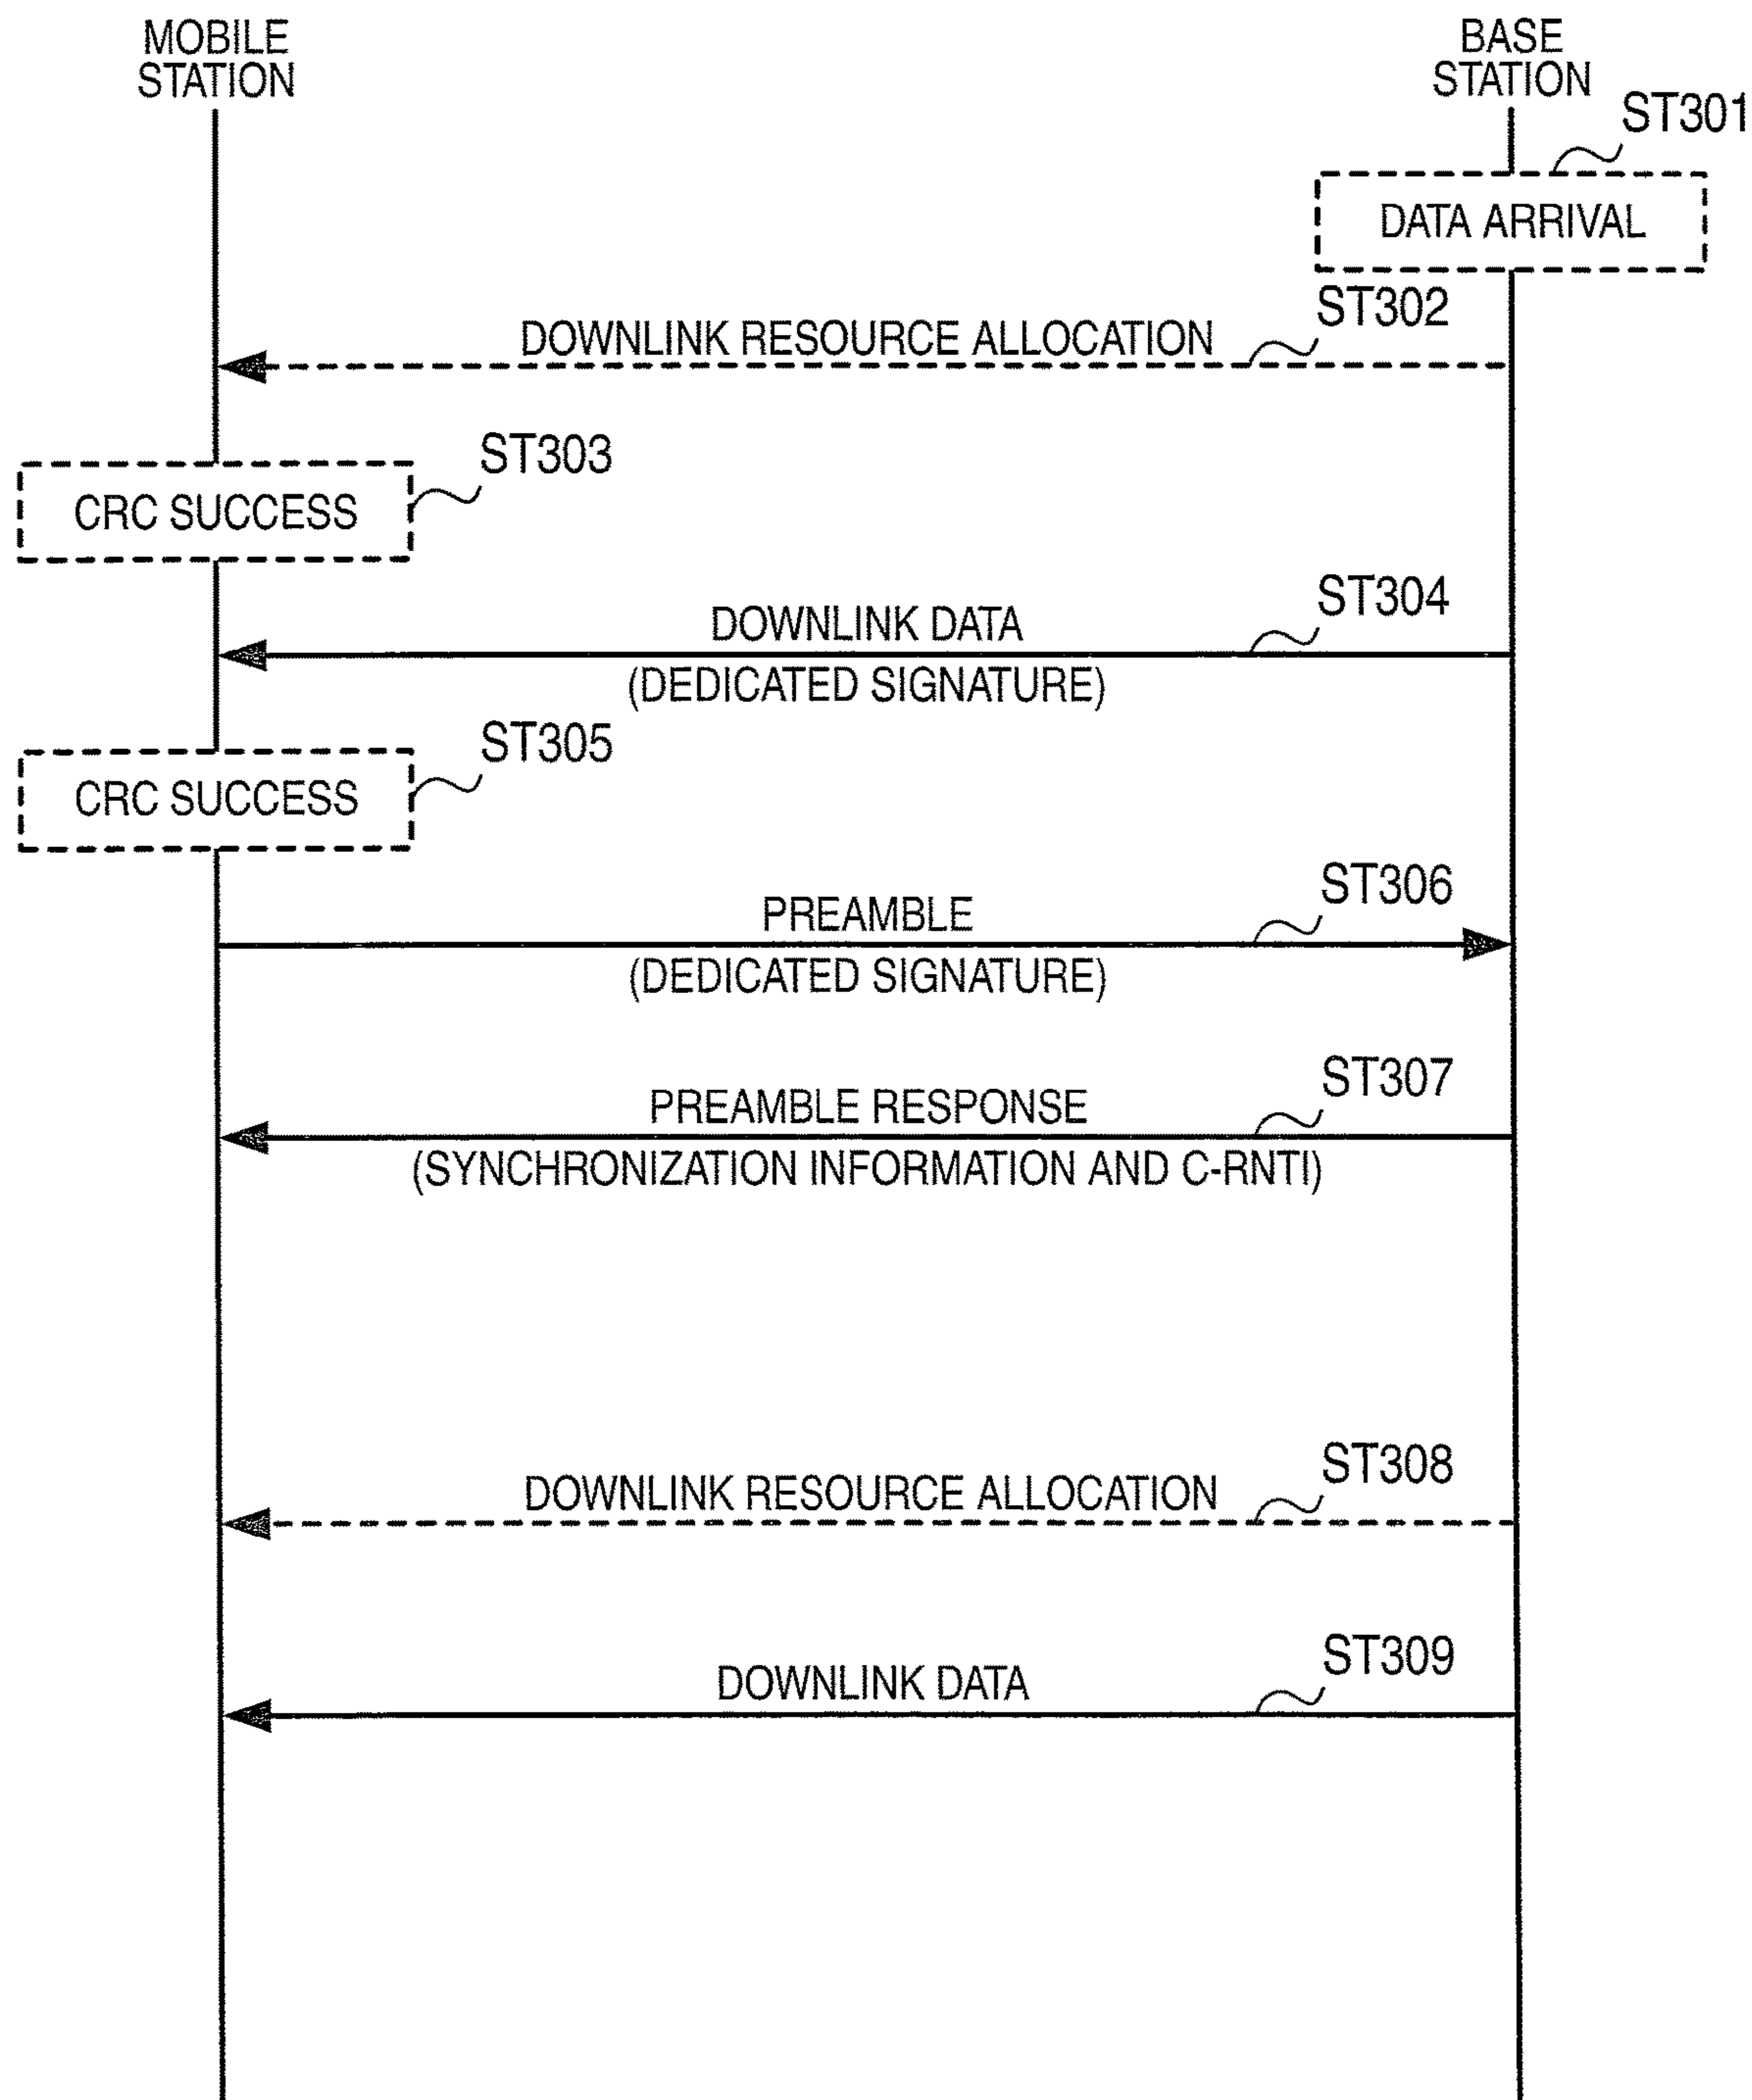 MOBILE
STATION
BASE
STATION
ST301
DATA ARRIVAL
ST302
DOWNLINK RESOURCE ALLOCATION
ST303
CRC SUCCESS
ST304
DOWNLINK DATA
(DEDICATED SIGNATURE)
ST305
CRC SUCCESS
ST306
PREAMBLE
(DEDICATED SIGNATURE)
ST307
PREAMBLE RESPONSE
(SYNCHRONIZATION INFORMATION AND C-RNTI)
ST308
DOWNLINK RESOURCE ALLOCATION
ST309
DOWNLINK DATA